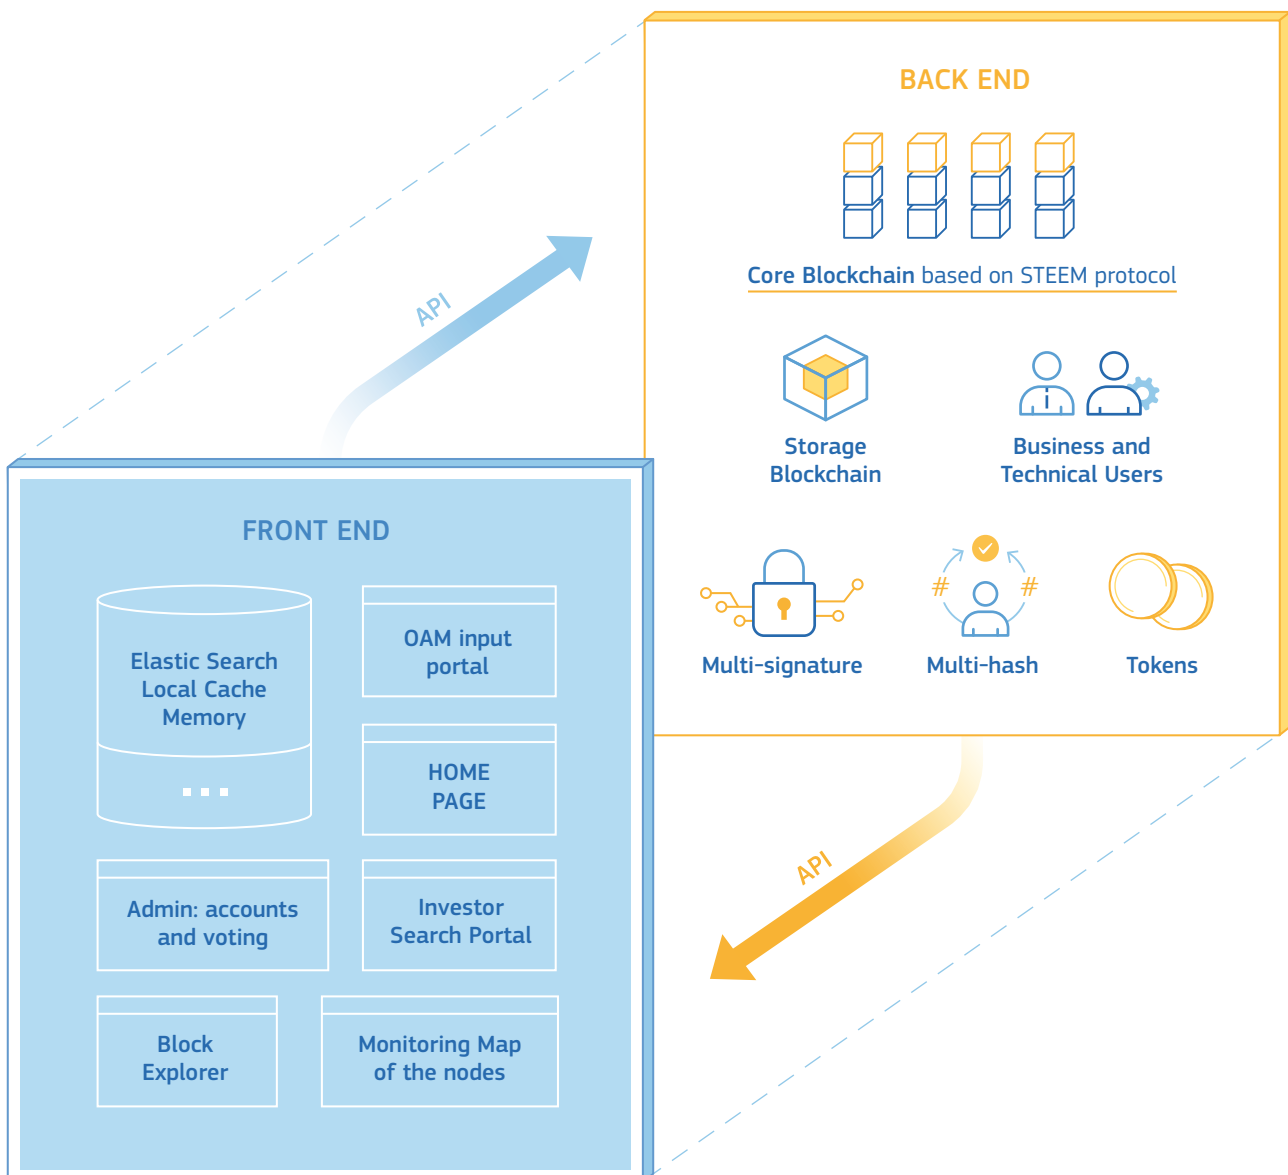 BACK END
Core Blockchain based on STEEM protocol
API
Storage
Blockchain
Business and
Technical Users
Multi-signature
# #
Multi-hash
Tokens
FRONT END
Elastic Search
Local Cache
Memory
OAM input
portal
HOME
PAGE
Admin: accounts
and voting
Investor
Search Portal
Block
Explorer
Monitoring Map
of the nodes
API